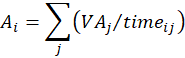 A_i = \sum_j (VA_j / time_{ij})